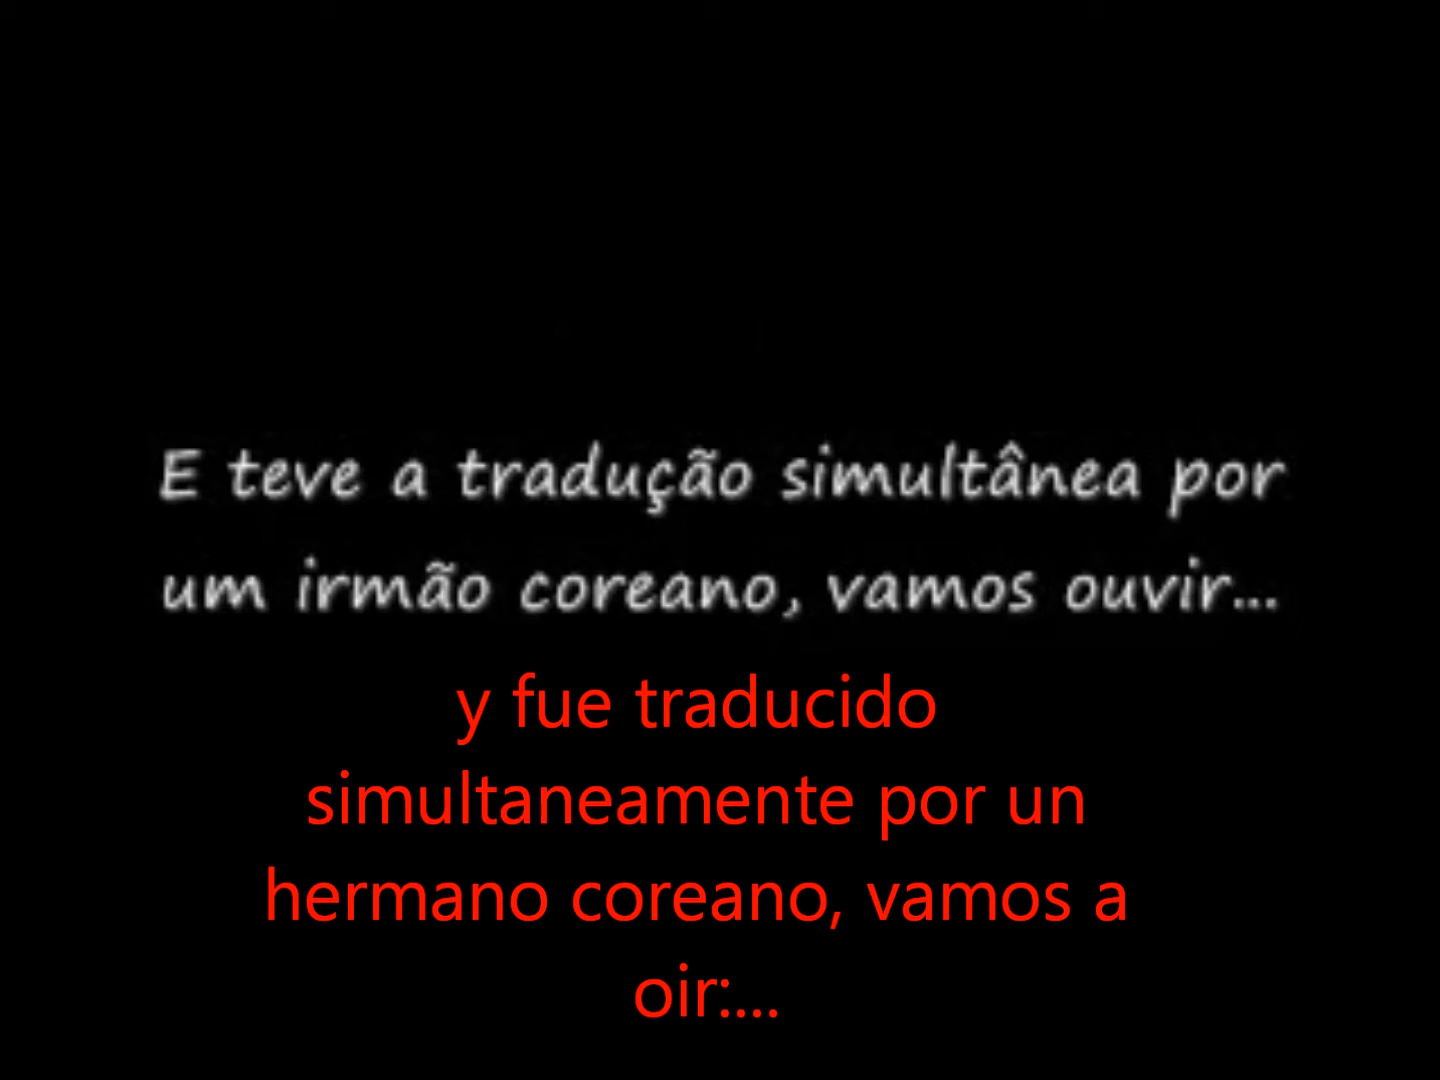 E teve a tradução simultânea por
um irmão coreano, vamos ouvir...
y fue traducido
simultaneamente por un
hermano coreano, vamos a
oir:....